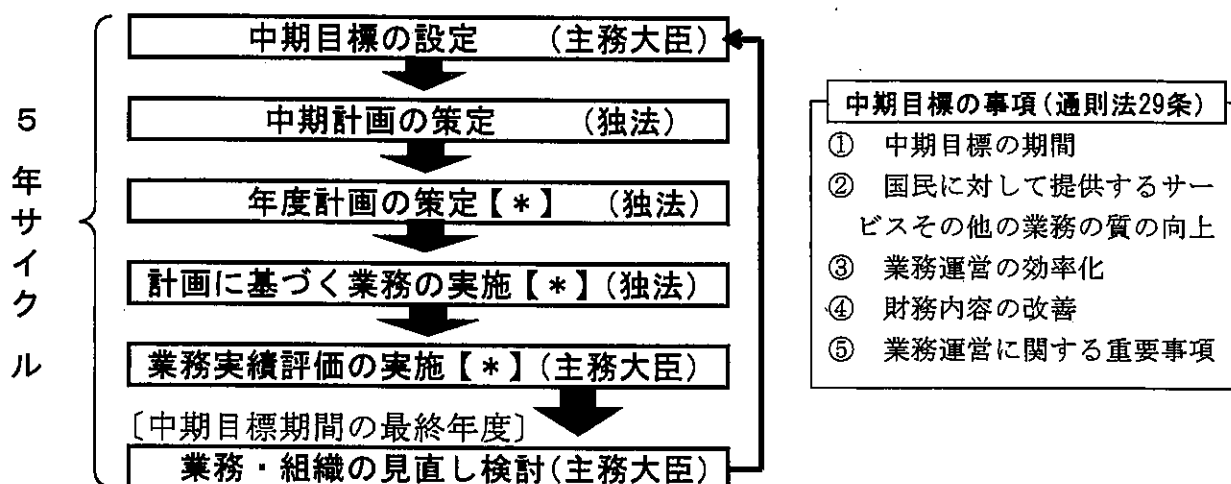 5年サイクル
中期目標の設定 (主務大臣)
中期計画の策定 (独法)
年度計画の策定【＊】 (独法)
計画に基づく業務の実施【＊】(独法)
業務実績評価の実施【＊】(主務大臣)
〔中期目標期間の最終年度〕
業務・組織の見直し検討(主務大臣)
中期目標の事項(通則法29条)
① 中期目標の期間
② 国民に対して提供するサー
ビスその他の業務の質の向上
③ 業務運営の効率化
④ 財務内容の改善
⑤ 業務運営に関する重要事項